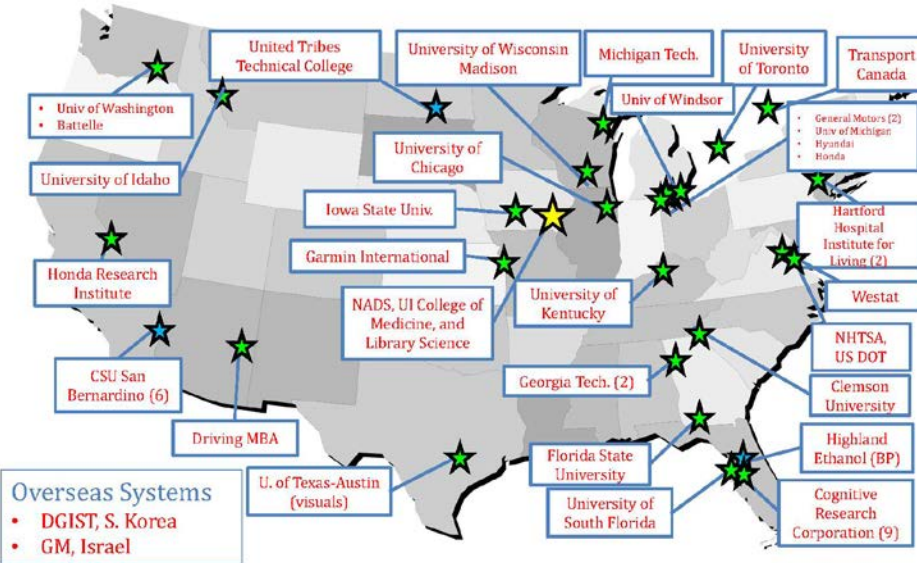 United Tribes
Technical College
University of Wisconsin
Madison
Michigan Tech.
University
of Toronto
Transport
Canada
• Univ of Washington
• Battelle
Univ of Windsor
• General Motors (2)
• Univ of Michigan
• Hyundai
• Honda
University of Idaho
University of
Chicago
Iowa State Univ.
Hartford
Hospital
Institute for
Living (2)
Honda Research
Institute
Garmin International
NADS, UI College of
Medicine, and
Library Science
University of
Kentucky
Westat
NHTSA,
US DOT
CSU San
Bernardino (6)
Georgia Tech. (2)
Clemson
University
Driving MBA
U. of Texas-Austin
(visuals)
Florida State
University
Highland
Ethanol (BP)
University of
South Florida
Cognitive
Research
Corporation (9)
Overseas Systems
• DGIST, S. Korea
• GM, Israel